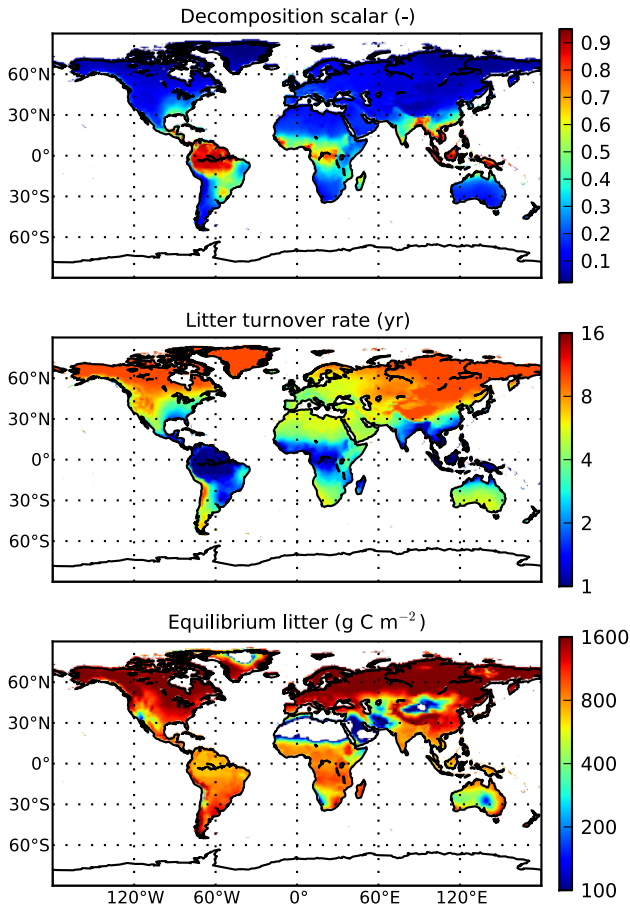 Decomposition scalar (-)
60°N
30°N
0°
30°S
60°S
0.9
0.8
0.7
0.6
0.5
0.4
0.3
0.2
0.1
Litter turnover rate (yr)
60°N
30°N
0°
30°S
60°S
16
8
4
2
1
Equilibrium litter (g C m⁻²)
60°N
30°N
0°
30°S
60°S
1600
800
400
200
100
120°W 60°W 0° 60°E 120°E